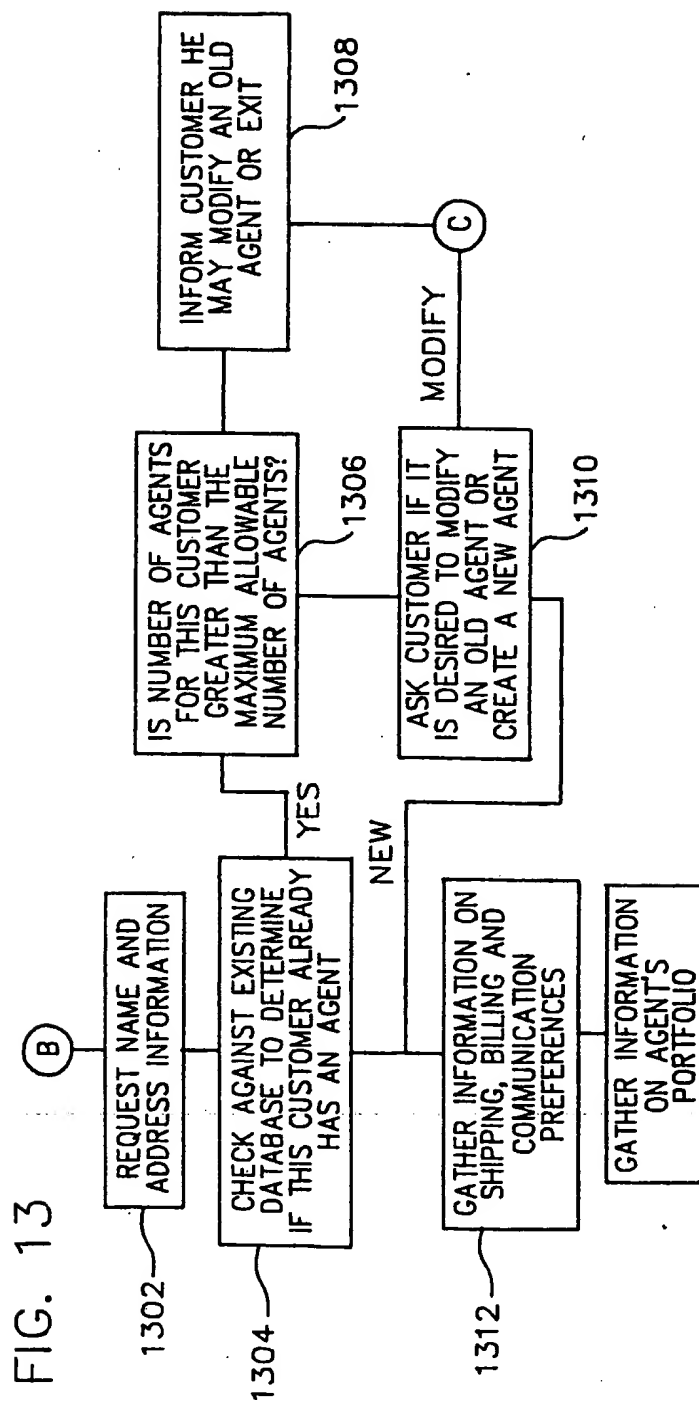 FIG. 13
B
REQUEST NAME AND
ADDRESS INFORMATION
1302
CHECK AGAINST EXISTING
DATABASE TO DETERMINE
IF THIS CUSTOMER ALREADY
HAS AN AGENT
1304
YES
IS NUMBER OF AGENTS
FOR THIS CUSTOMER
GREATER THAN THE
MAXIMUM ALLOWABLE
NUMBER OF AGENTS?
1306
INFORM CUSTOMER HE
MAY MODIFY AN OLD
AGENT OR EXIT
1308
NEW
ASK CUSTOMER IF IT
IS DESIRED TO MODIFY
AN OLD AGENT OR
CREATE A NEW AGENT
1310
MODIFY
C
GATHER INFORMATION ON
SHIPPING, BILLING AND
COMMUNICATION
PREFERENCES
1312
GATHER INFORMATION
ON AGENT'S
PORTFOLIO